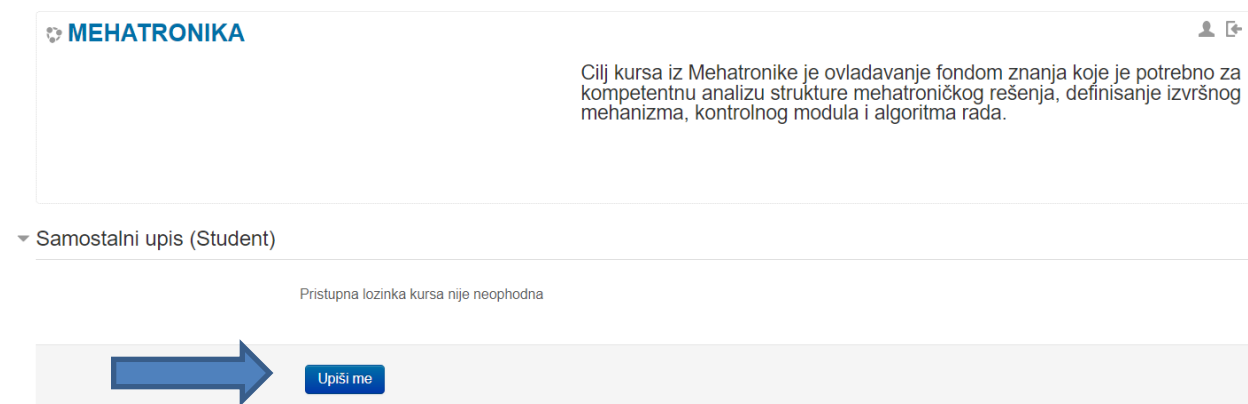 MEHATRONIKA
Cilj kursa iz Mehatronike je ovladavanje fondom znanja koje je potrebno za
kompetentnu analizu strukture mehatroničkog rešenja, definisanje izvršnog
mehanizma, kontrolnog modula i algoritma rada.
Samostalni upis (Student)
Pristupna lozinka kursa nije neophodna
Upiši me